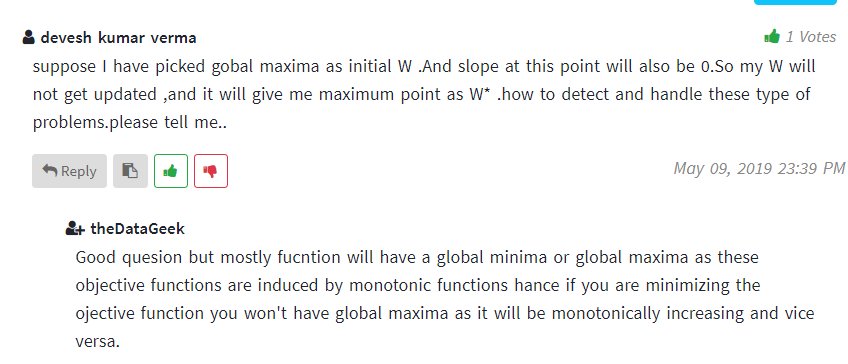 devesh kumar verma
1 Votes
suppose I have picked gobal maxima as initial W .And slope at this point will also be 0.So my W will
not get updated ,and it will give me maximum point as W* .how to detect and handle these type of
problems.please tell me..
Reply
May 09, 2019 23:39 PM
theDataGeek
Good quesion but mostly fucntion will have a global minima or global maxima as these
objective functions are induced by monotonic functions hance if you are minimizing the
ojective function you won't have global maxima as it will be monotonically increasing and vice
versa.